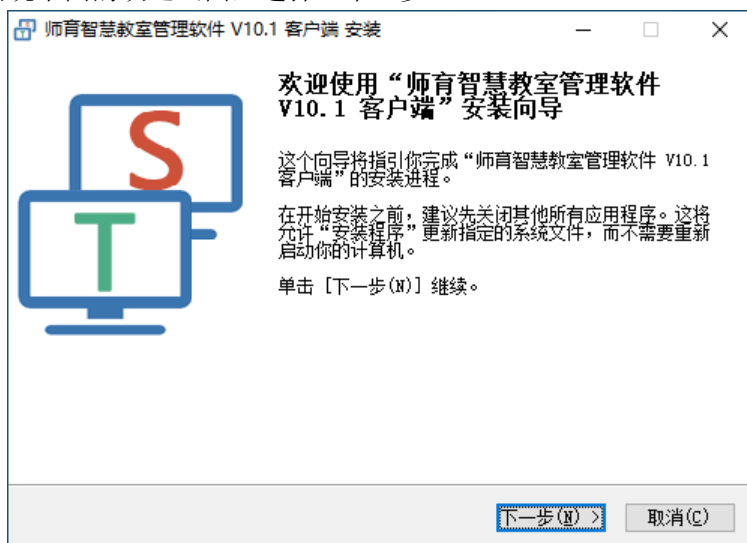 师育智慧教室管理软件 V10.1 客户端 安装
欢迎使用“师育智慧教室管理软件
V10.1 客户端”安装向导
S
T
这个向导将指引你完成“师育智慧教室管理软件 V10.1
客户端”的安装进程。
在开始安装之前，建议先关闭其他所有应用程序。这将
允许“安装程序”更新指定的系统文件，而不需要重新
启动你的计算机。
单击 [下一步(N)] 继续。
下一步(N) >
取消(C)